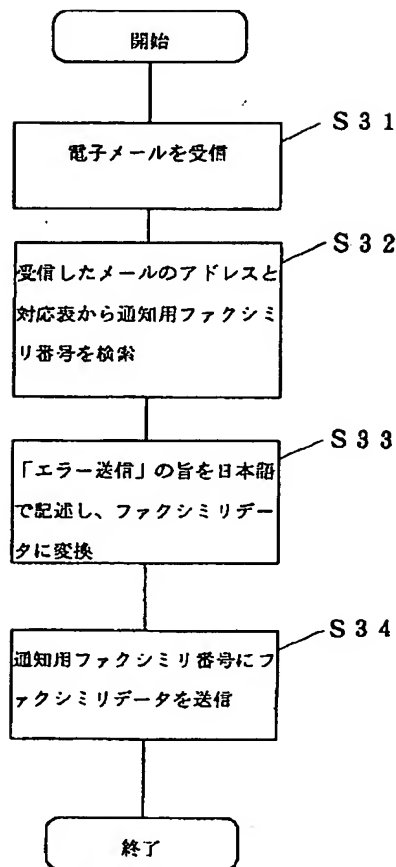 開始
S31
電子メールを受信
S32
受信したメールのアドレスと
対応表から通知用ファクシミ
リ番号を検索
S33
「エラー送信」の旨を日本語
で記述し、ファクシミリデー
タに変換
S34
通知用ファクシミリ番号にフ
ァクシミリデータを送信
終了